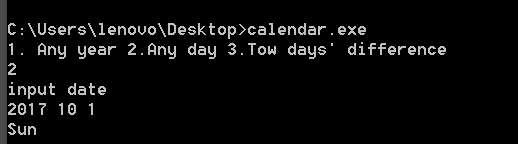 C:\Users\lenovo\Desktop>calendar.exe
1. Any year 2.Any day 3.Tow days' difference
2
input date
2017 10 1
Sun